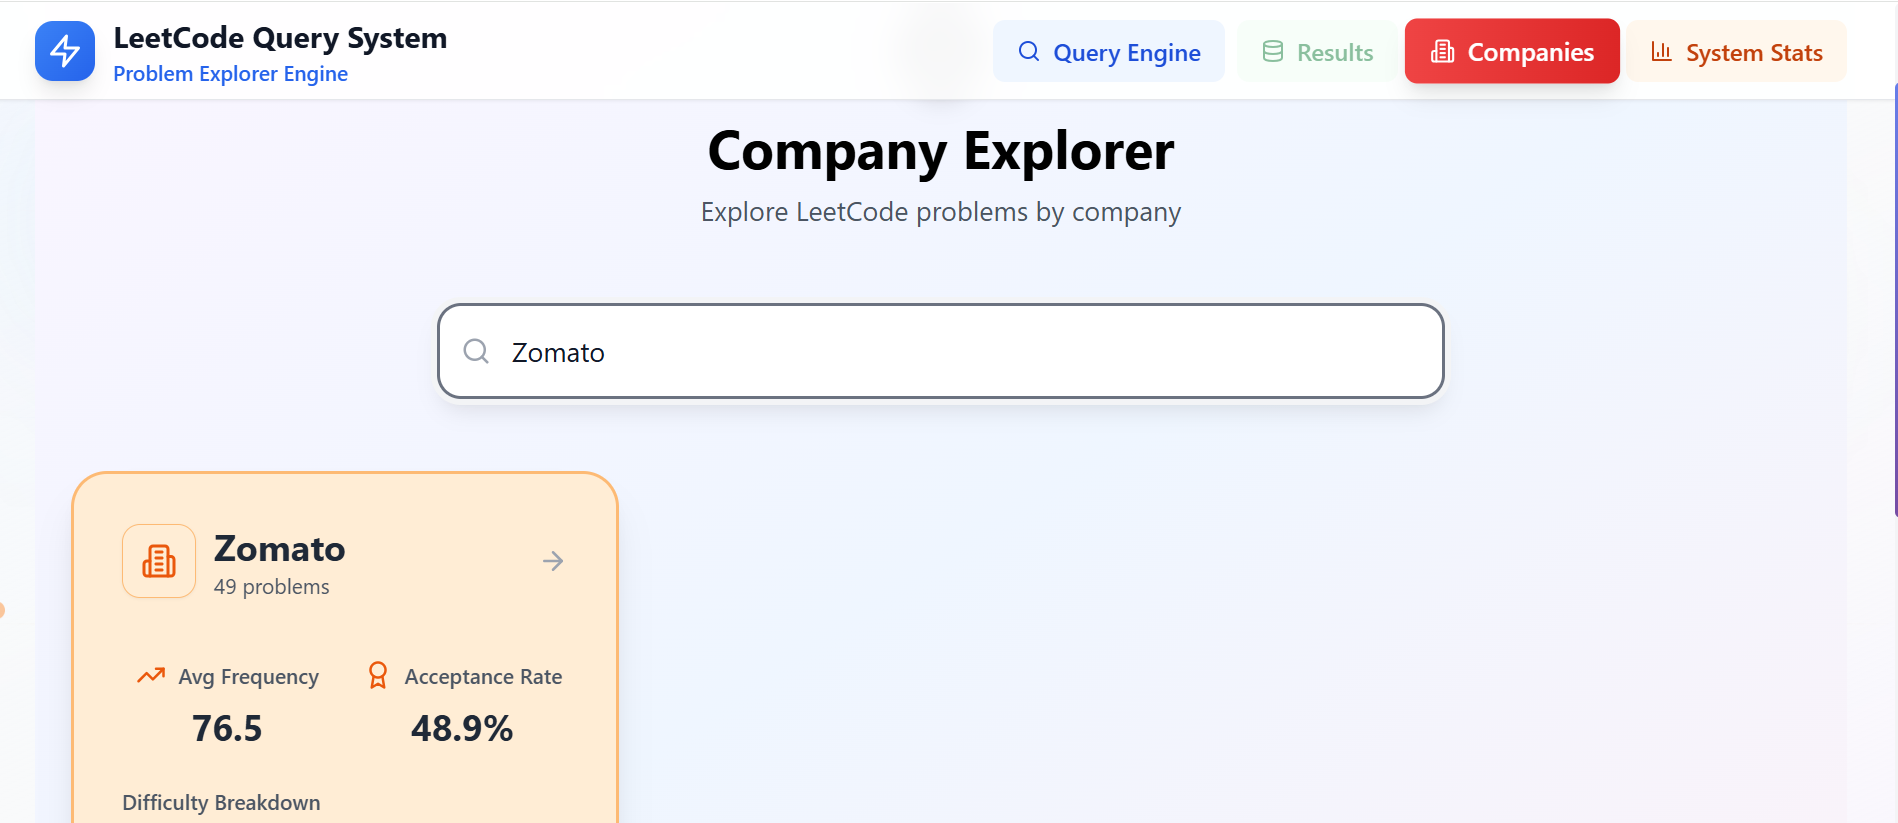 LeetCode Query System
Problem Explorer Engine
Query Engine
Results
Companies
System Stats
Company Explorer
Explore LeetCode problems by company
Zomato
Zomato
49 problems
Avg Frequency
Acceptance Rate
76.5
48.9%
Difficulty Breakdown